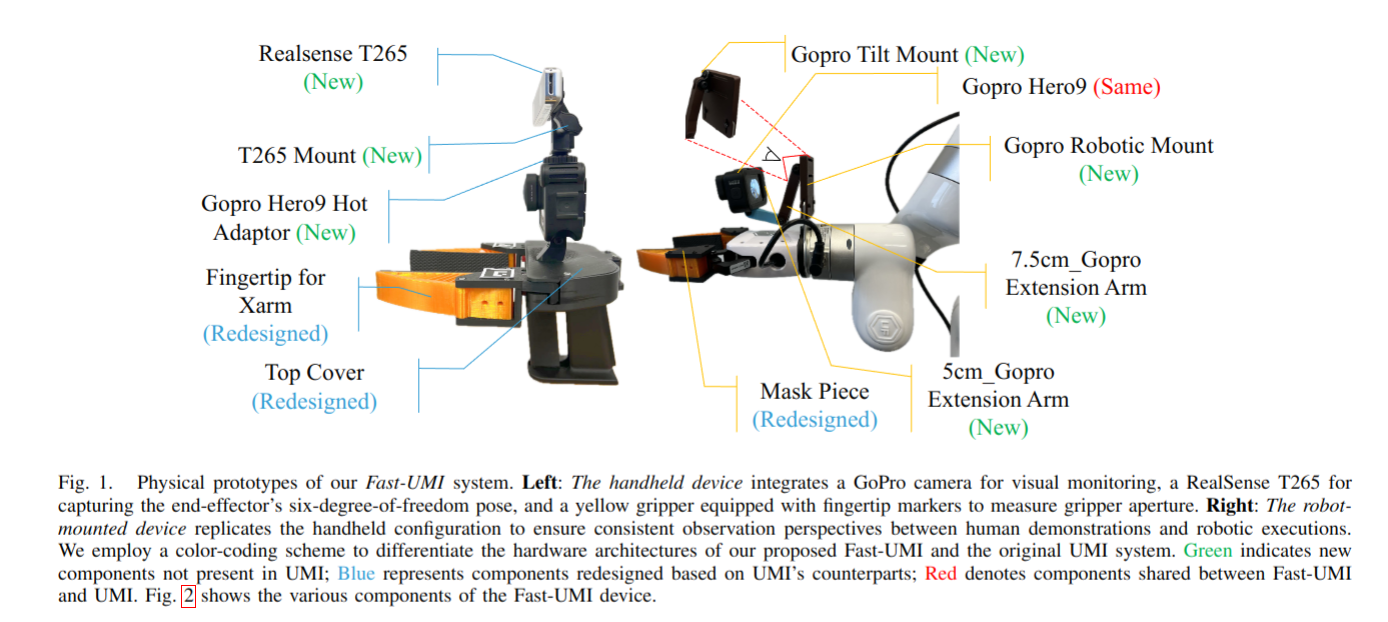 Realsense T265
(New)
T265 Mount (New)
Gopro Hero9 Hot
Adaptor (New)
Fingertip for
Xarm
(Redesigned)
Top Cover
(Redesigned)
Gopro Tilt Mount (New)
Gopro Hero9 (Same)
Gopro Robotic Mount
(New)
7.5cm_Gopro
Extension Arm
(New)
5cm_Gopro
Extension Arm
(New)
Mask Piece
(Redesigned)
Fig. 1. Physical prototypes of our Fast-UMI system. Left: The handheld device integrates a GoPro camera for visual monitoring, a RealSense T265 for
capturing the end-effector's six-degree-of-freedom pose, and a yellow gripper equipped with fingertip markers to measure gripper aperture. Right: The robot-
mounted device replicates the handheld configuration to ensure consistent observation perspectives between human demonstrations and robotic executions.
We employ a color-coding scheme to differentiate the hardware architectures of our proposed Fast-UMI and the original UMI system. Green indicates new
components not present in UMI; Blue represents components redesigned based on UMI's counterparts; Red denotes components shared between Fast-UMI
and UMI. Fig. 2 shows the various components of the Fast-UMI device.